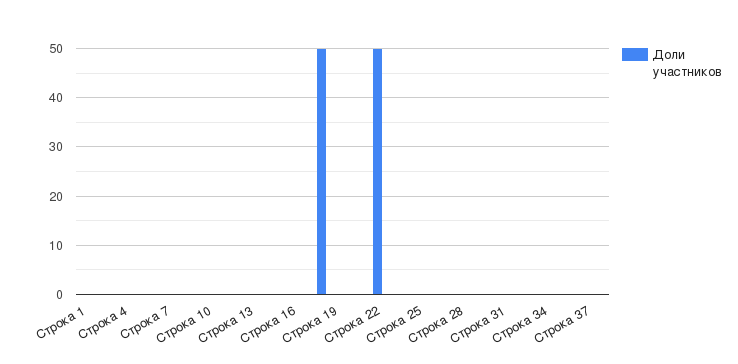 50
40
30
20
10
0
Строка 1
Строка 4
Строка 7
Строка 10
Строка 13
Строка 16
Строка 19
Строка 22
Строка 25
Строка 28
Строка 31
Строка 34
Строка 37
Доли
участников